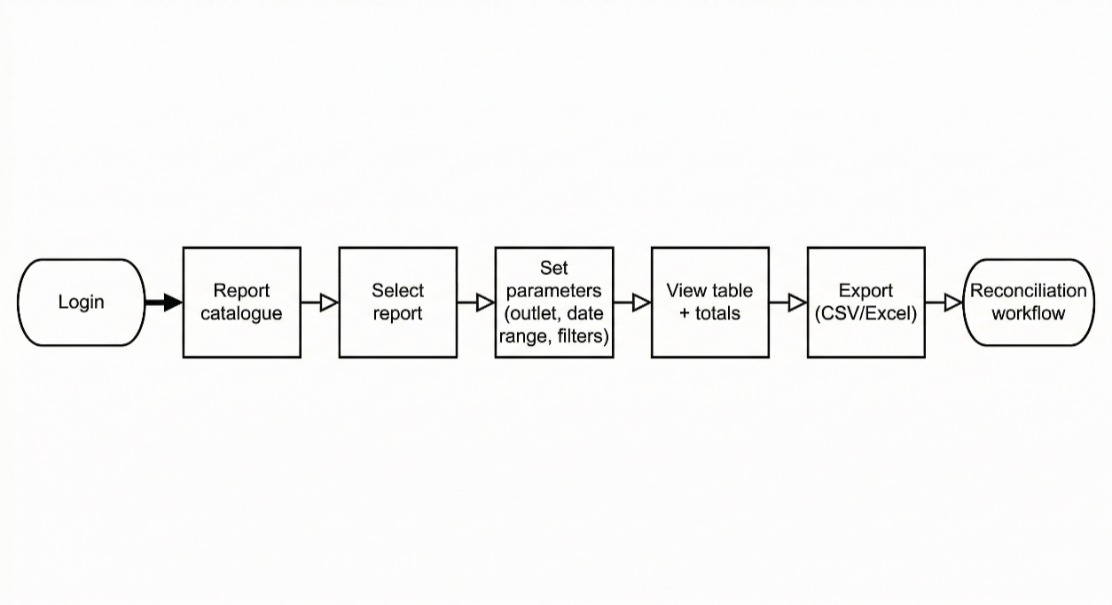 Login
Report
catalogue
Select
report
Set
parameters
(outlet, date
range, filters)
View table
+ totals
Export
(CSV/Excel)
Reconciliation
workflow